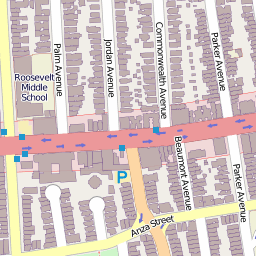 Roosevelt
Middle
School
Palm Avenue
Jordan Avenue
Commonwealth Avenue
Parker Avenue
Beaumont Avenue
Parker Avenue
P
Anza Street